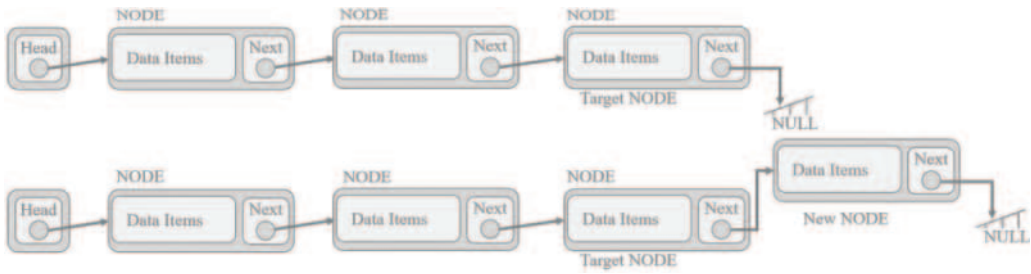 NODE NODE NODE
Head Data Items Next Data Items Next Data Items Next
Target NODE
NULL
NODE NODE NODE
Data Items Next
Head Data Items Next Data Items Next Data Items Next
New NODE
NULL
Target NODE